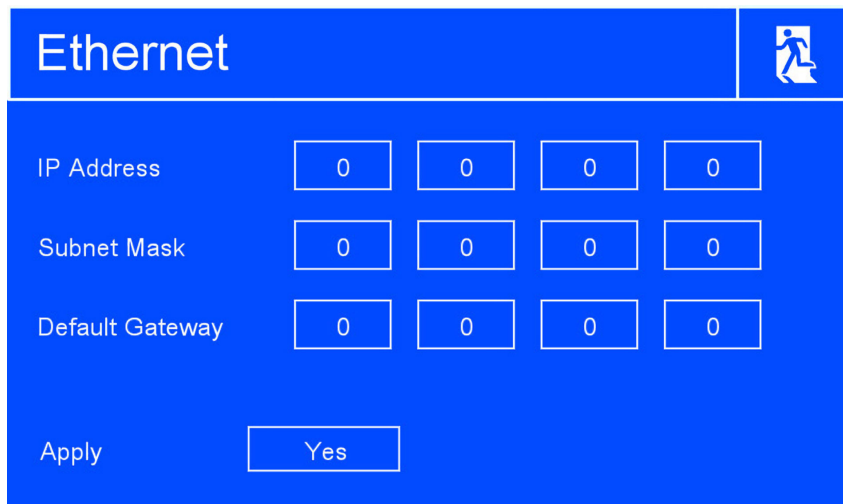 Ethernet
IP Address 0 0 0 0
Subnet Mask 0 0 0 0
Default Gateway 0 0 0 0
Apply Yes